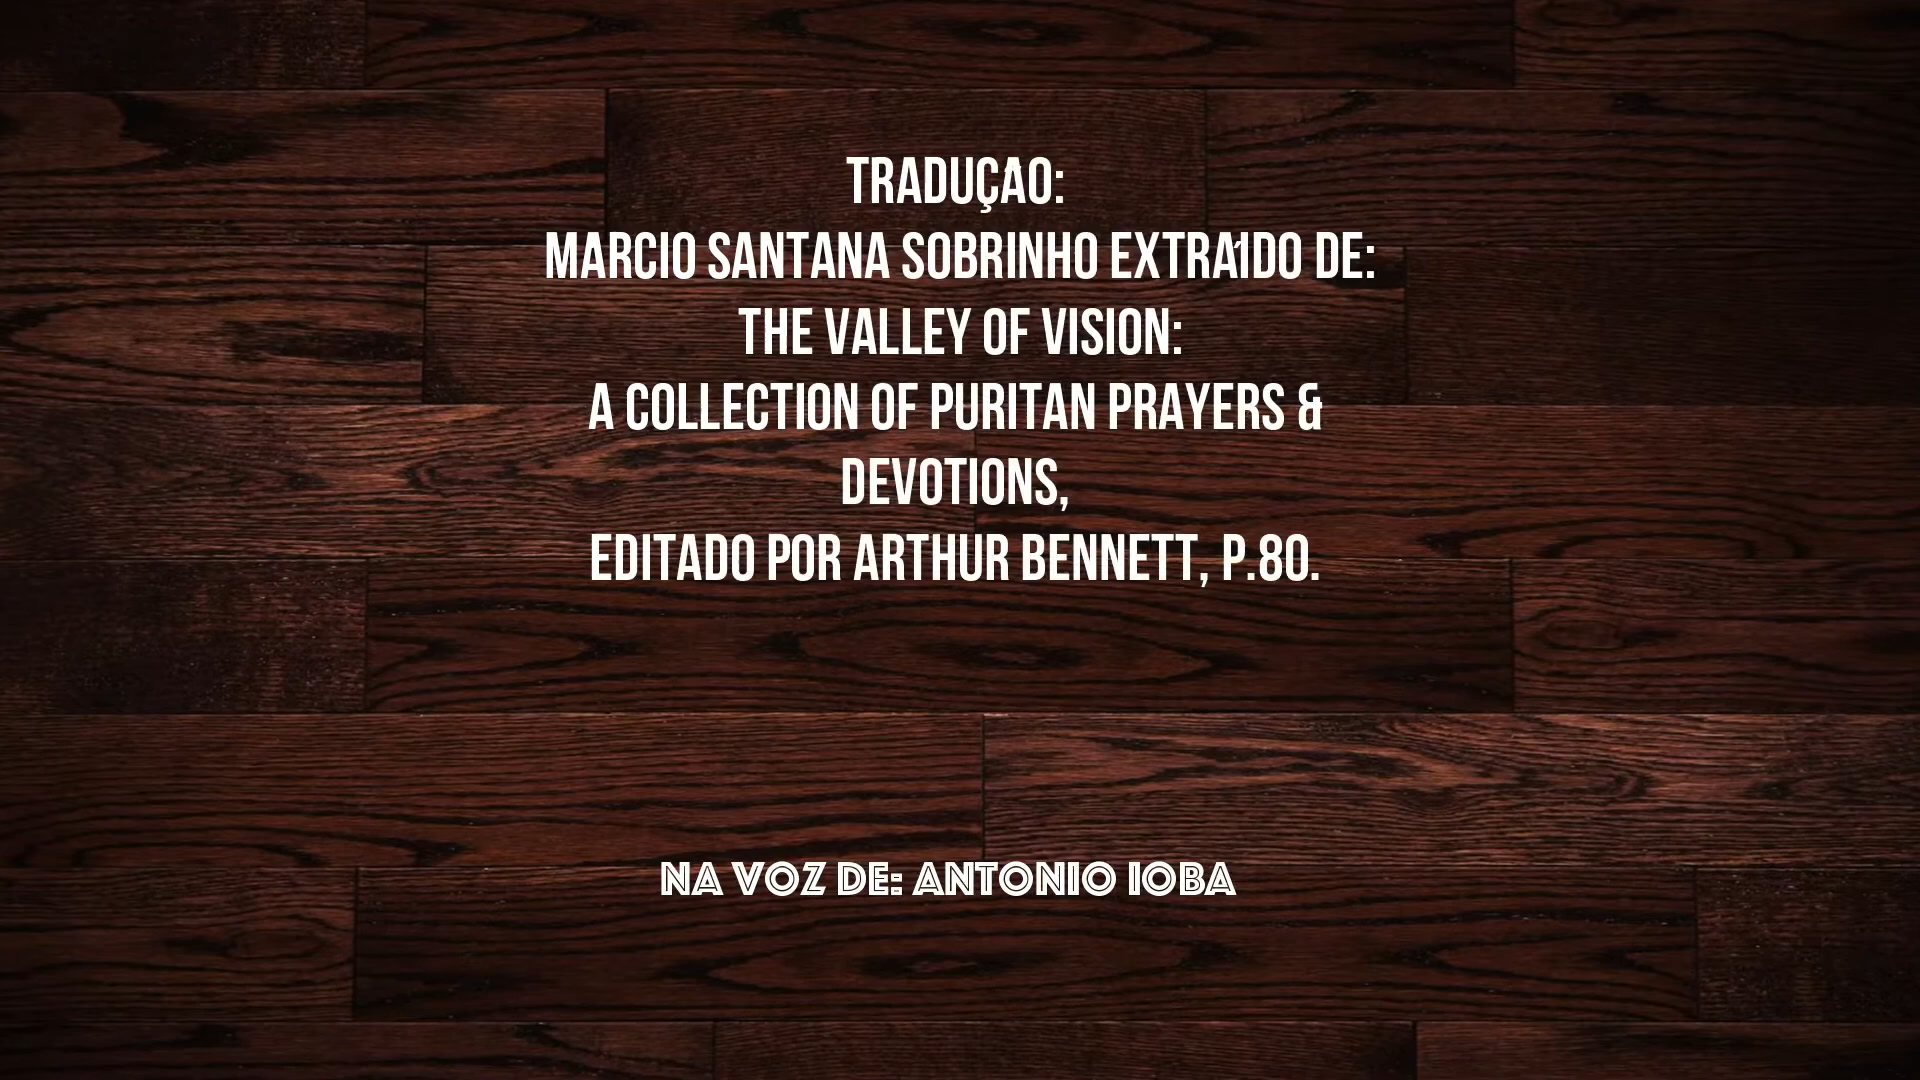 TRADUÇAO:
MARCIO SANTANA SOBRINHO EXTRAÍDO DE:
THE VALLEY OF VISION:
A COLLECTION OF PURITAN PRAYERS &
DEVOTIONS,
EDITADO POR ARTHUR BENNETT, P.80.
NA VOZ DE: ANTONIO IOBA